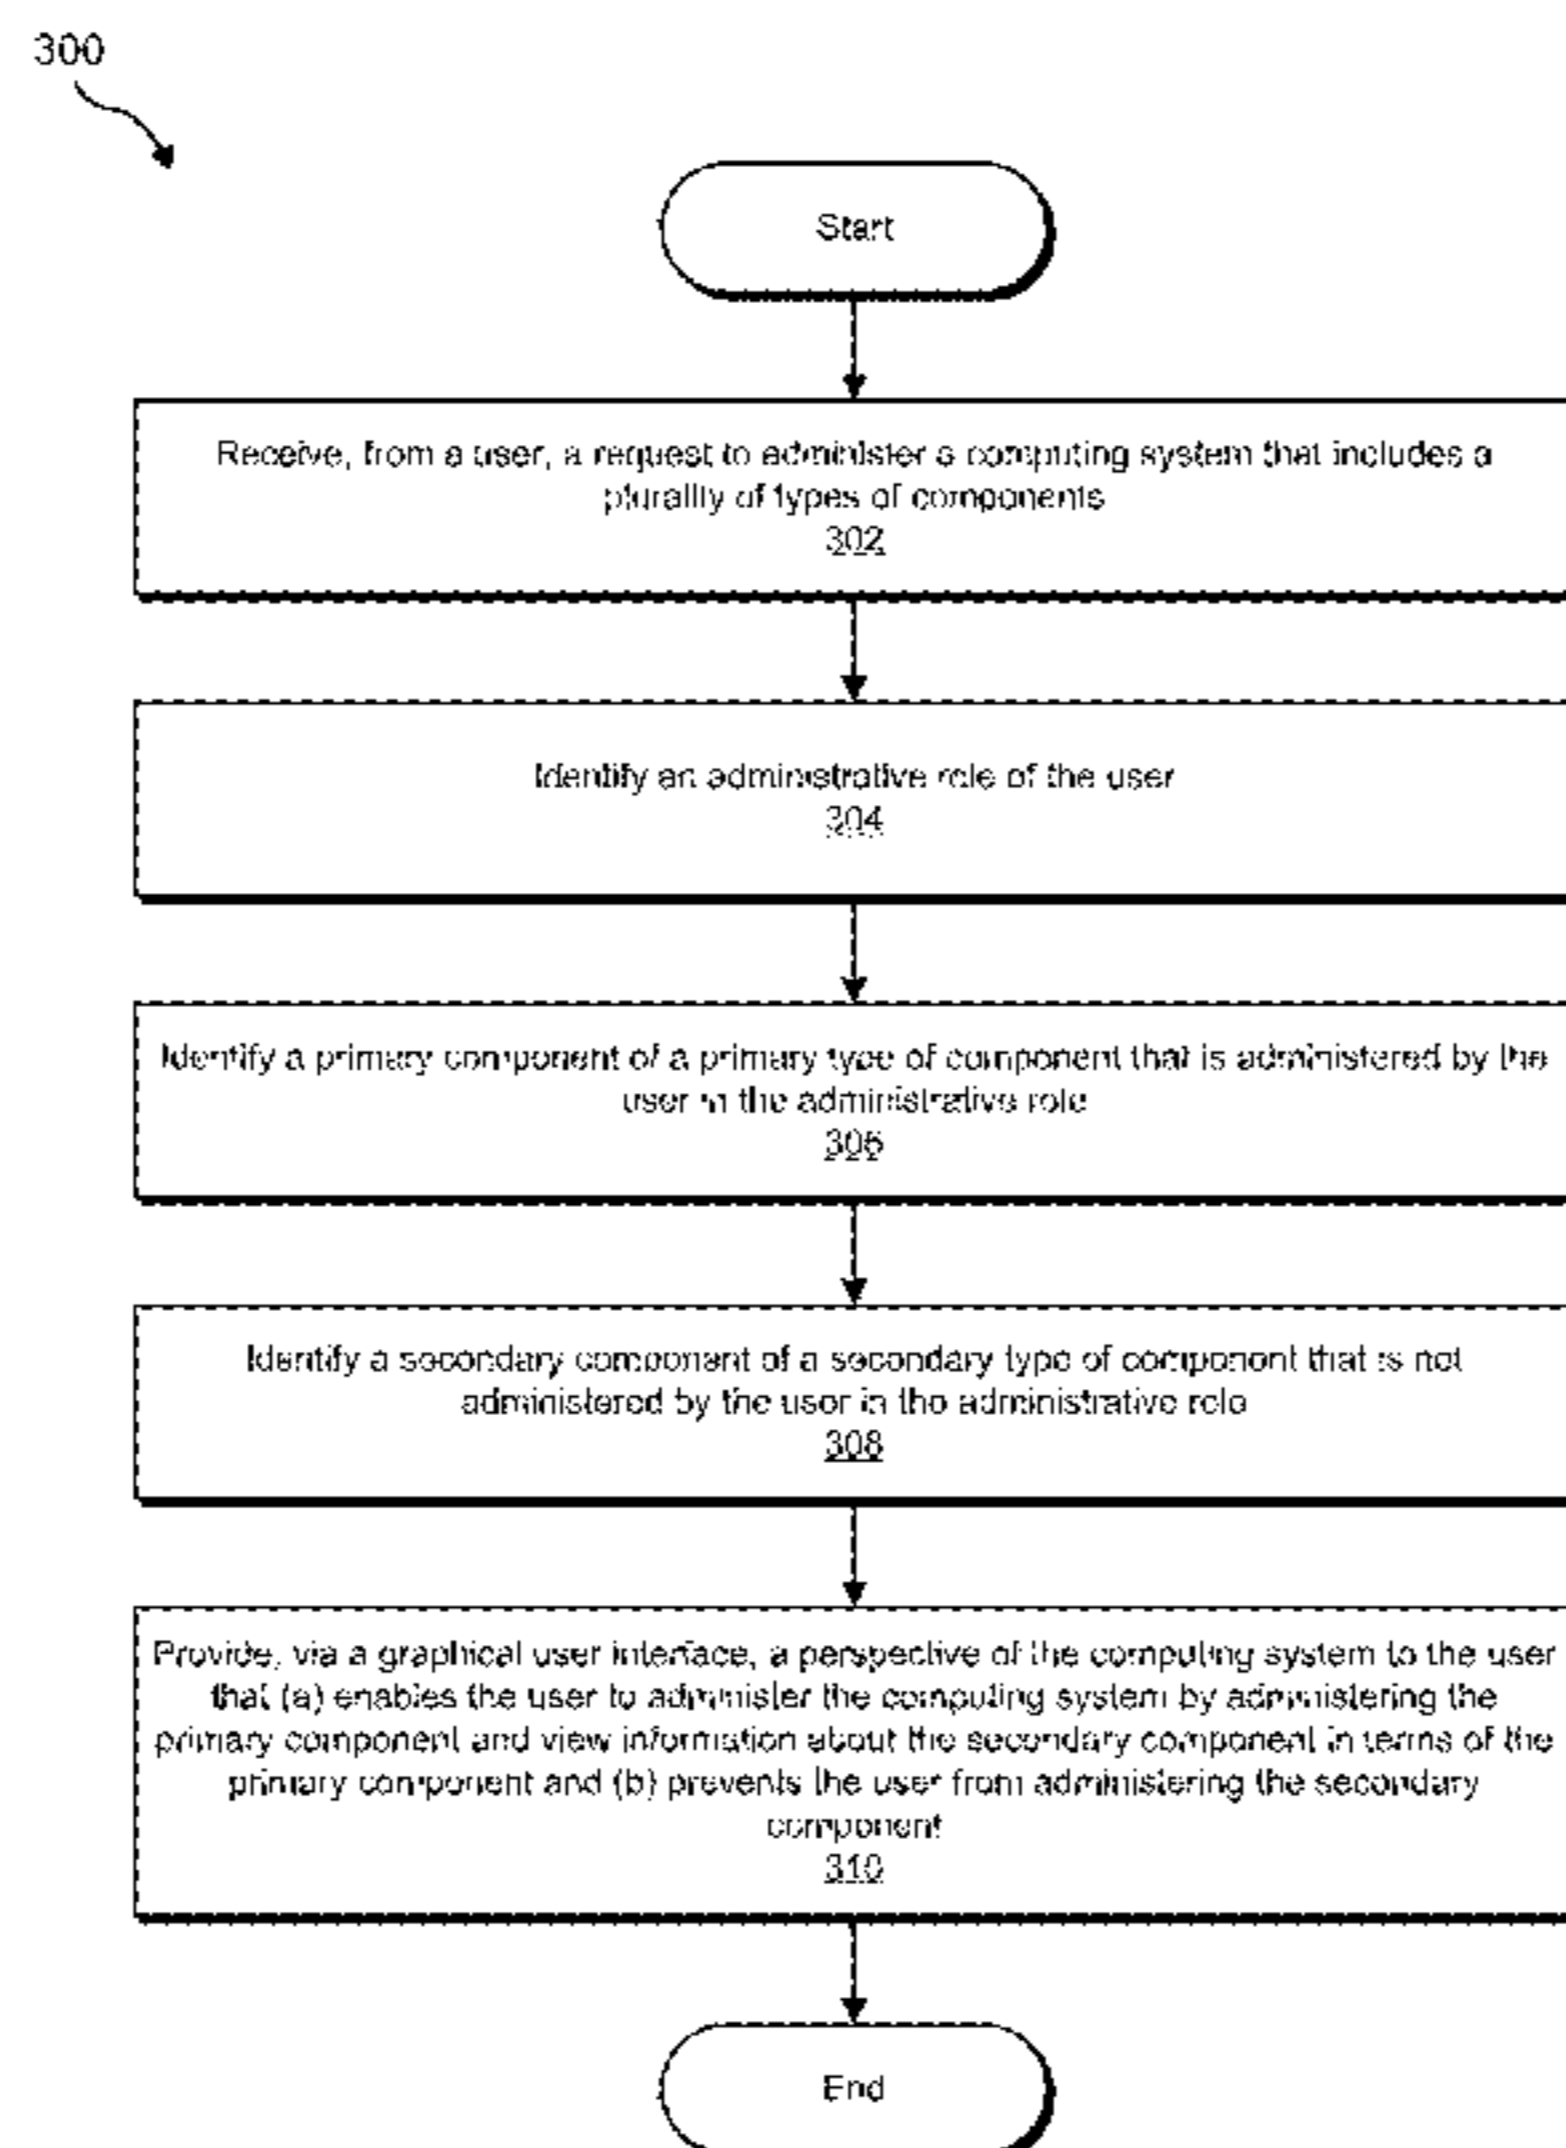 300
Start
Receive, from a user, a request to administer a computing system that includes a
plurality of types of components
302
Identify an administrative role of the user
304
Identify a primary component of a primary type of component that is administered by the
user in the administrative role
306
Identify a secondary component of a secondary type of component that is not
administered by the user in the administrative role
308
Provide, via a graphical user interface, a perspective of the computing system to the user
that (a) enables the user to administer the computing system by administering the
primary component and view information about the secondary component in terms of the
primary component and (b) prevents the user from administering the secondary
component
310
End